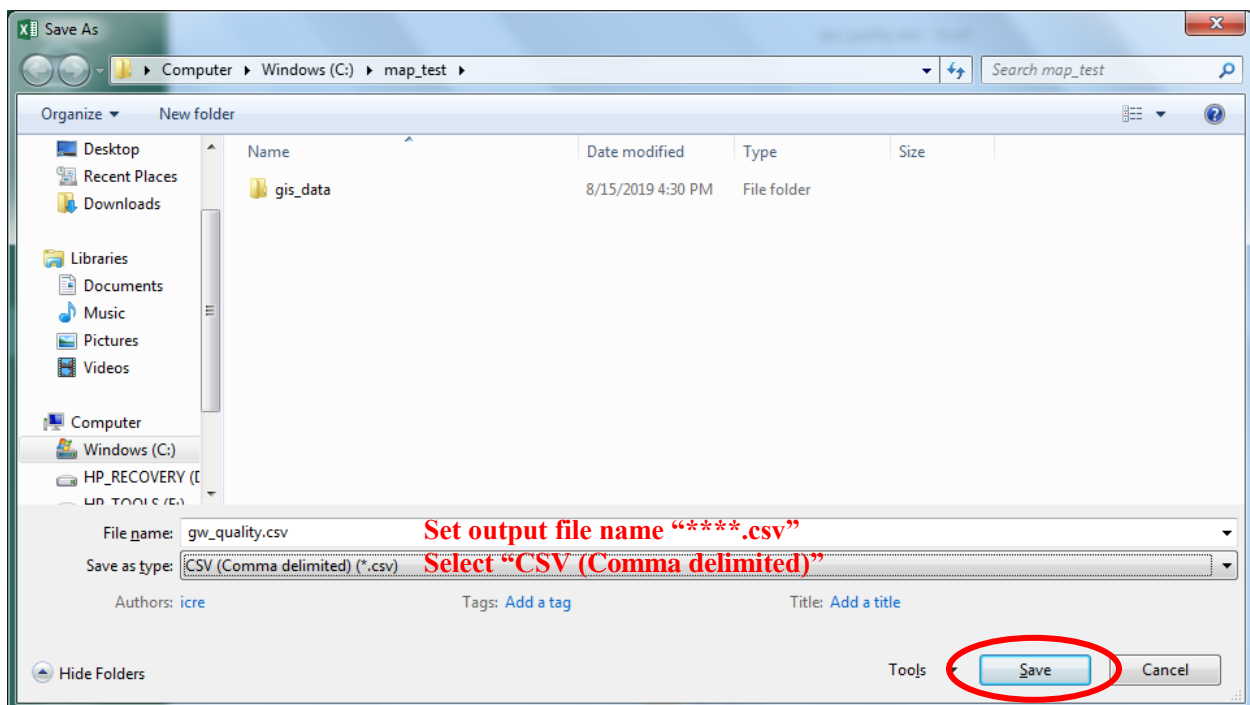 Save As
Computer Windows (C:) map_test
Search map_test
Organize New folder
Desktop
Recent Places
Downloads
Libraries
Documents
Music
Pictures
Videos
Computer
Windows (C:)
HP_RECOVERY (D
HP_TOOLS (E:)
Name Date modified Type Size
gis_data 8/15/2019 4:30 PM File folder
File name: gw_quality.csv Set output file name “****.csv”
Save as type: CSV (Comma delimited) (*.csv) Select “CSV (Comma delimited)”
Authors: icre Tags: Add a tag Title: Add a title
Hide Folders Tools Save Cancel